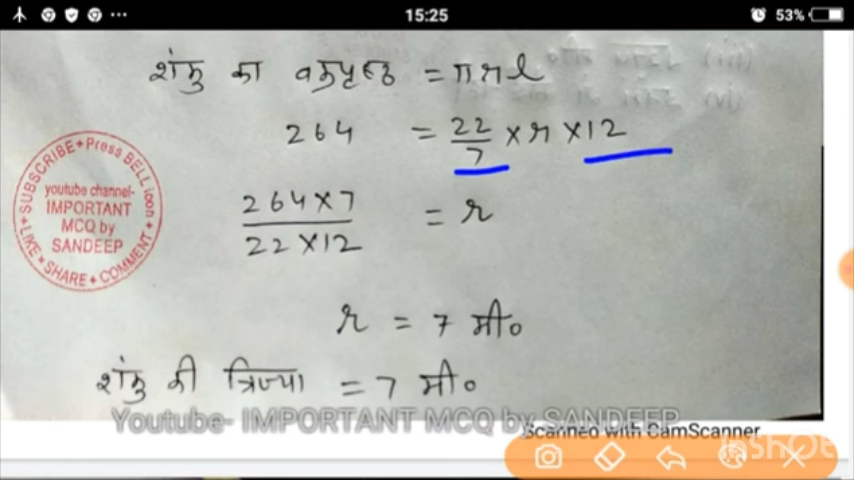 15:25
53%
शंकु का वक्रपृष्ठ = πrl
264 = 22/7 × r × 12
264×7/22×12 = r
r = 7 मी०
शंकु की त्रिज्या = 7 मी०
SUBSCRIBE + Press BELL icon + LIKE + SHARE + COMMENT
youtube channel-
IMPORTANT
MCQ by
SANDEEP
Youtube- IMPORTANT MCQ by SANDEEP
Scanned with CamScanner
InShOt